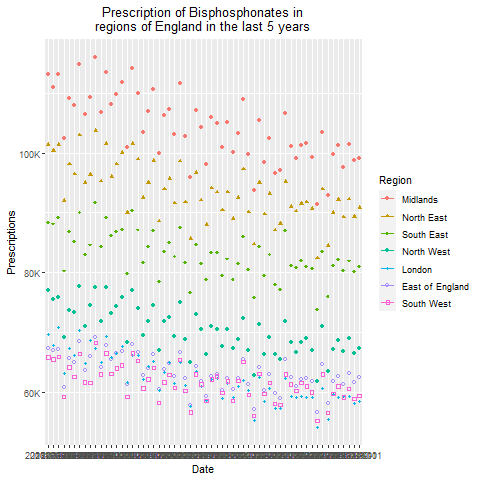 Prescription of Bisphosphonates in
regions of England in the last 5 years
Prescriptions
100K
80K
60K
Date
Region
Midlands
North East
South East
North West
London
East of England
South West